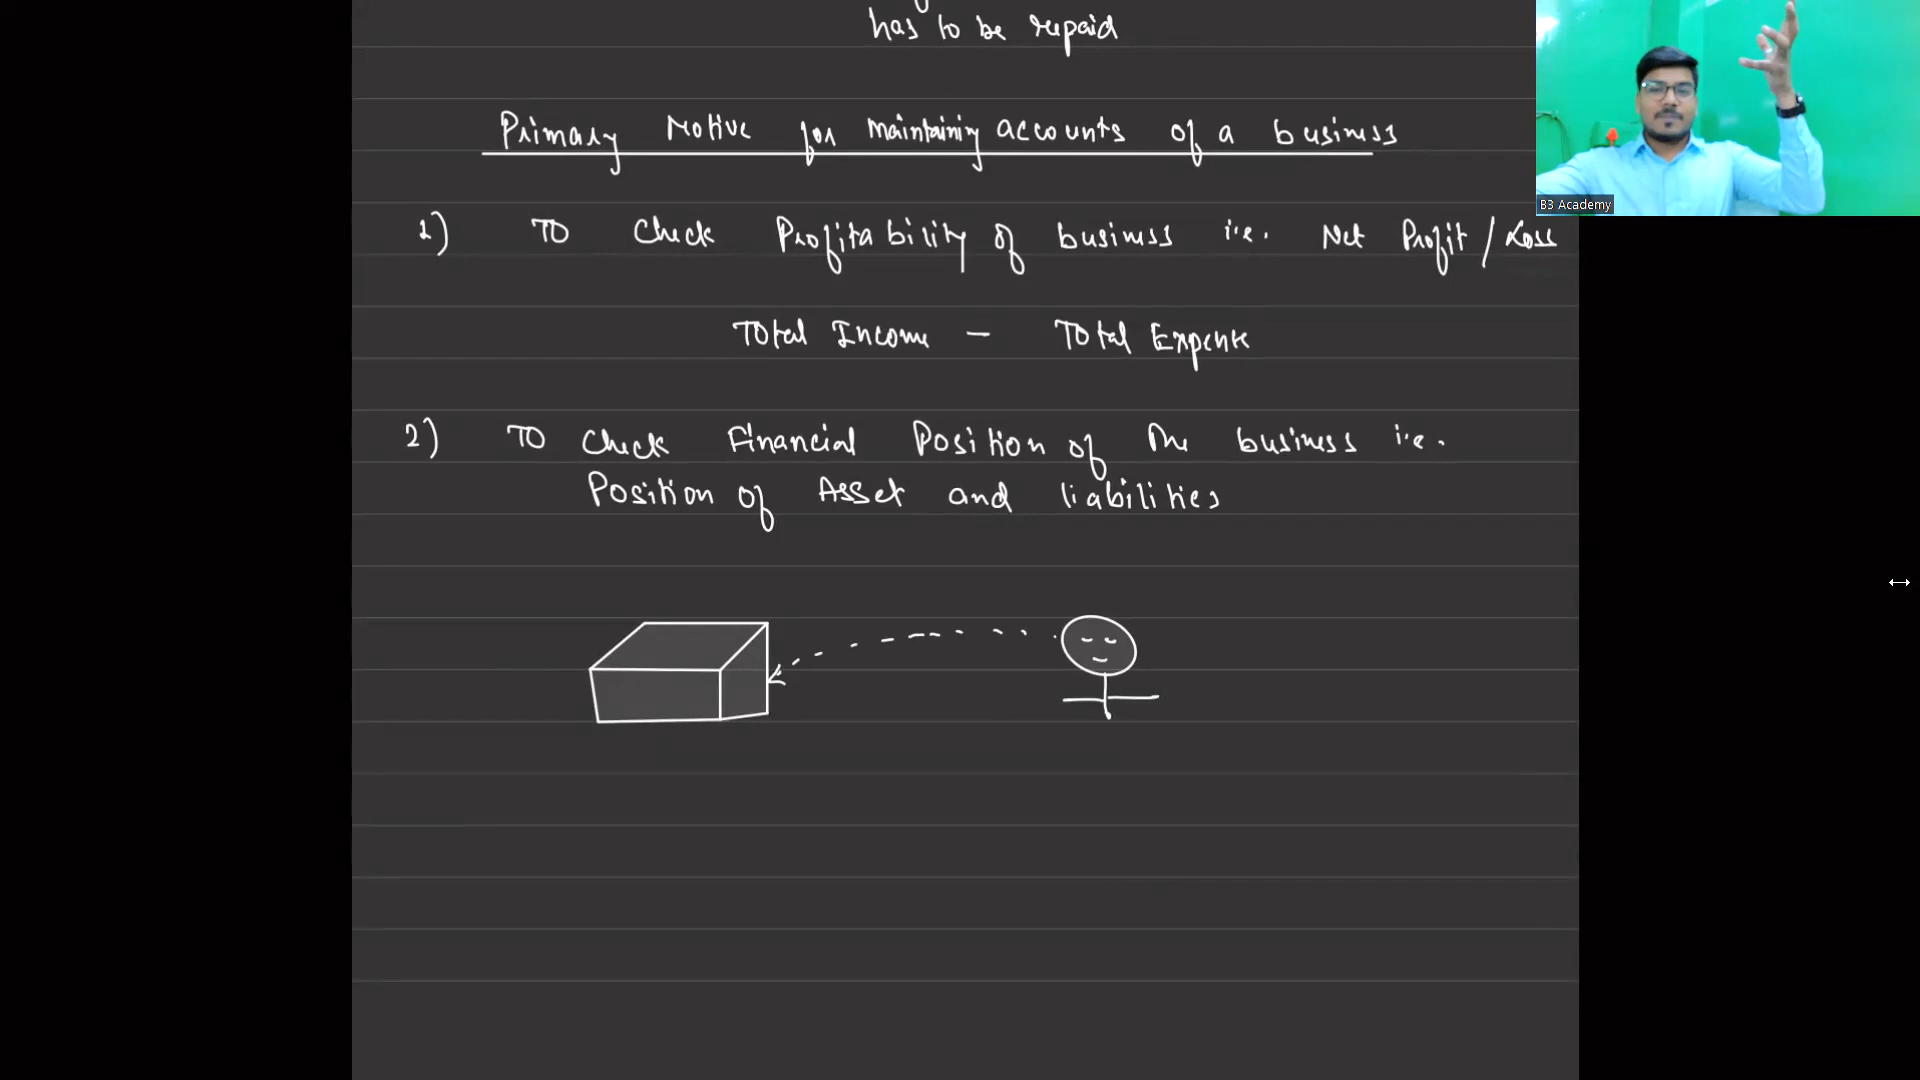 has to be repaid
Primary Motive for maintaining accounts of a business
B3 Academy
1) To Check Profitability of business i.e. Net Profit / Loss
Total Income - Total Expense
2) To Check Financial Position of the business i.e.
Position of Asset and liabilities